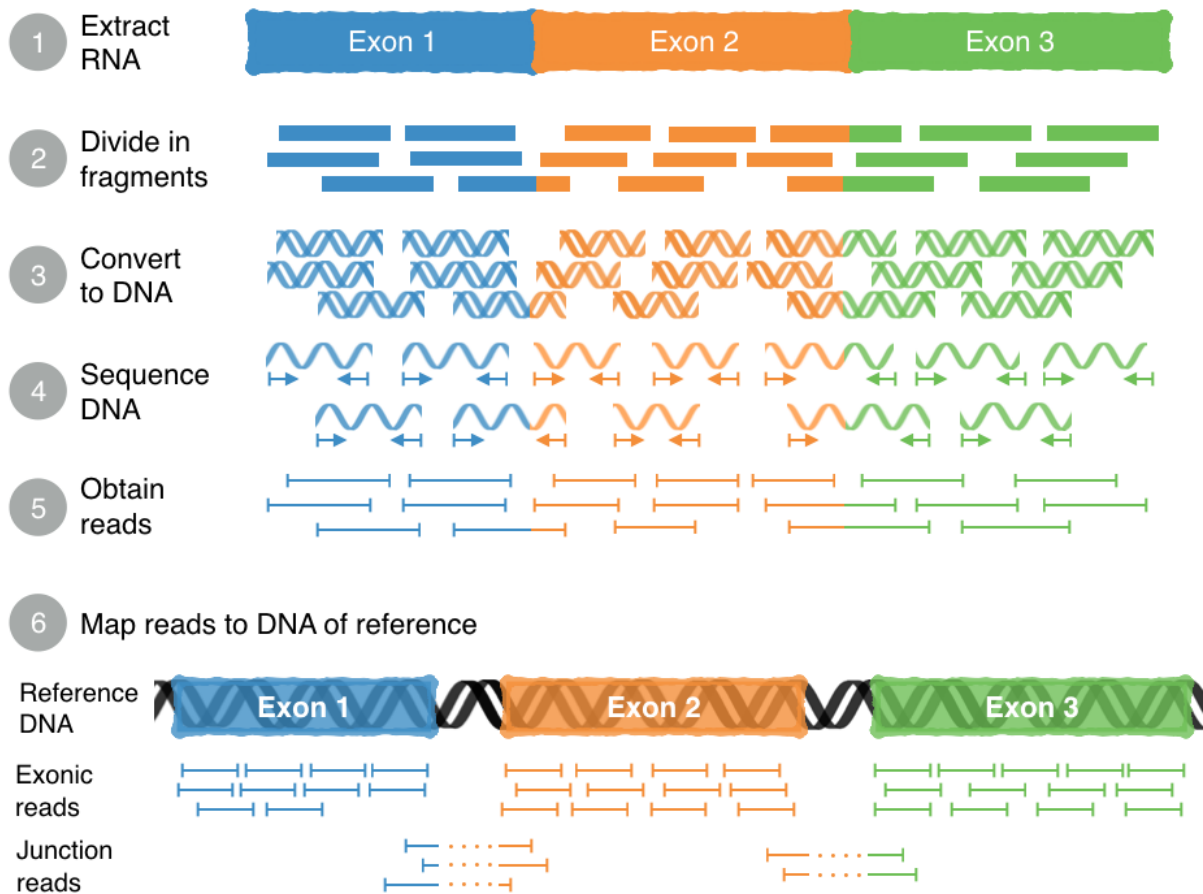 1
Extract
RNA
Exon 1
Exon 2
Exon 3
2
Divide in
fragments
3
Convert
to DNA
4
Sequence
DNA
5
Obtain
reads
6
Map reads to DNA of reference
Reference
DNA
Exon 1
Exon 2
Exon 3
Exonic
reads
Junction
reads